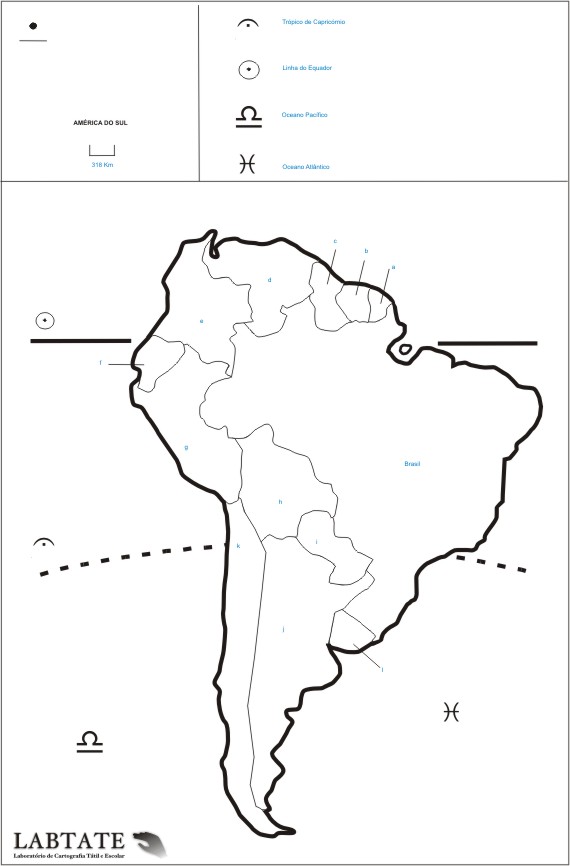 Trópico de Capricórnio
Linha do Equador
Oceano Pacífico
Oceano Atlântico
AMÉRICA DO SUL
318 Km
c
b
a
d
e
f
g
Brasil
h
i
k
j
l
LABTATE
Laboratório de Cartografia Tátil e Escolar